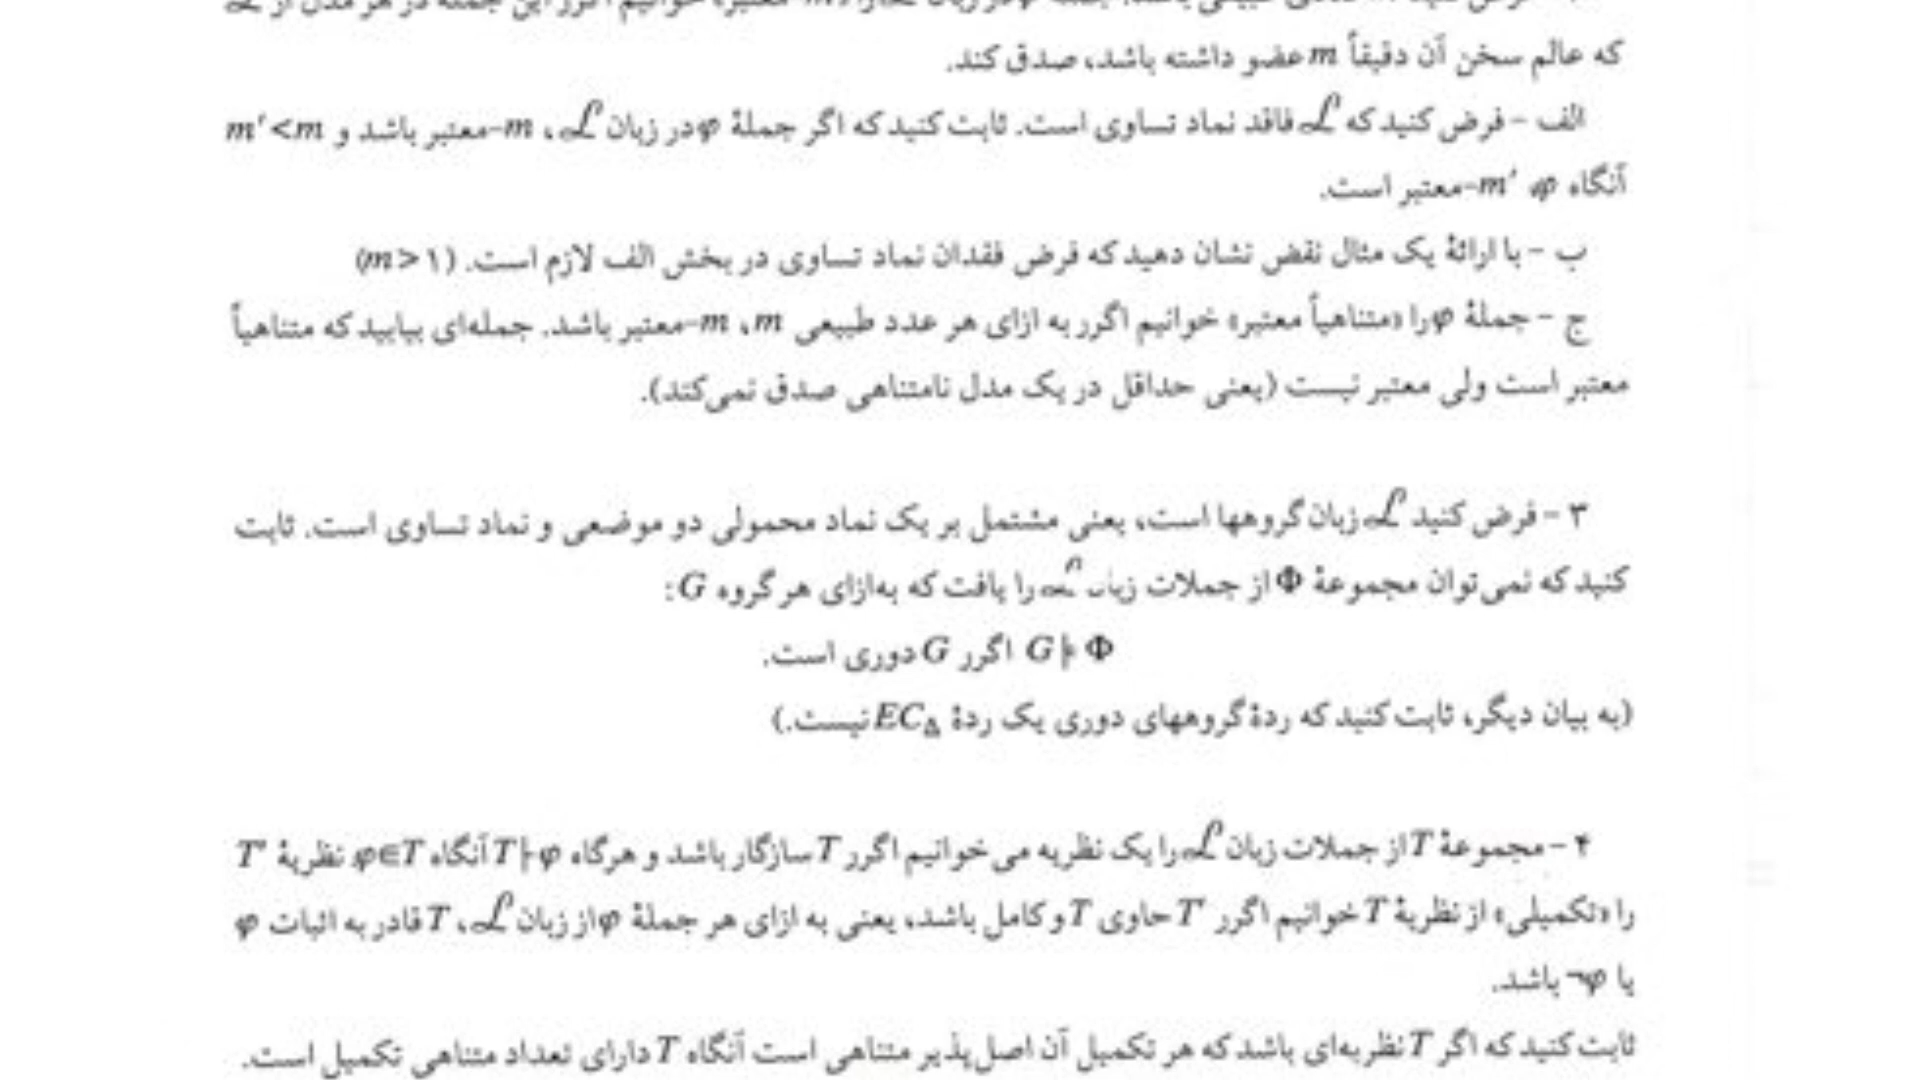 که عالم سخن آن دقیقاً m عضو داشته باشد، صدق کند.
الف - فرض کنید که ℒ فاقد نماد تساوی است. ثابت کنید که اگر جملهٔ φ در زبان ℒ، m-معتبر باشد و m'<m
آنگاه φ، m'-معتبر است.
ب - با ارائهٔ یک مثال نقض نشان دهید که فرض فقدان نماد تساوی در بخش الف لازم است. (m>۱)
ج - جملهٔ φ را «متناهیاً معتبر» خوانیم اگرر به ازای هر عدد طبیعی m، m-معتبر باشد. جمله‌ای بیابید که متناهیاً
معتبر است ولی معتبر نیست (یعنی حداقل در یک مدل نامتناهی صدق نمی‌کند).
۳ - فرض کنید ℒ زبان گروهها است، یعنی مشتمل بر یک نماد محمولی دو موضعی و نماد تساوی است. ثابت
کنید که نمی‌توان مجموعهٔ Φ از جملات زبان ℒ را یافت که به‌ازای هر گروه G:
G ⊨ Φ اگرر G دوری است.
(به بیان دیگر، ثابت کنید که ردهٔ گروههای دوری یک ردهٔ EC_Δ نیست.)
۴ - مجموعهٔ T از جملات زبان ℒ را یک نظریه می‌خوانیم اگرر T سازگار باشد و هرگاه T⊢φ آنگاه φ∈T. نظریهٔ T'
را «تکمیلی» از نظریهٔ T خوانیم اگرر T' حاوی T و کامل باشد، یعنی به ازای هر جملهٔ φ از زبان ℒ، T قادر به اثبات φ
یا ¬φ باشد.
ثابت کنید که اگر T نظریه‌ای باشد که هر تکمیل آن اصل‌پذیر متناهی است آنگاه T دارای تعداد متناهی تکمیل است.